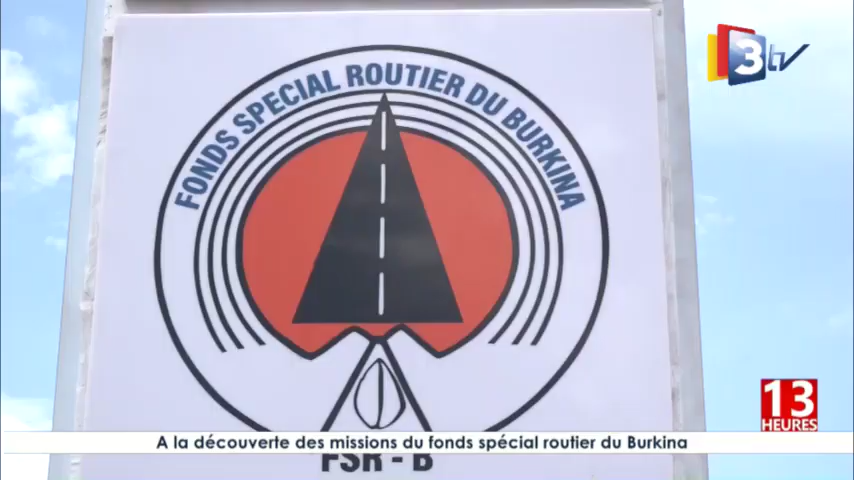 3tv
FONDS SPECIAL ROUTIER DU BURKINA
13
HEURES
A la découverte des missions du fonds spécial routier du Burkina
FSR - B